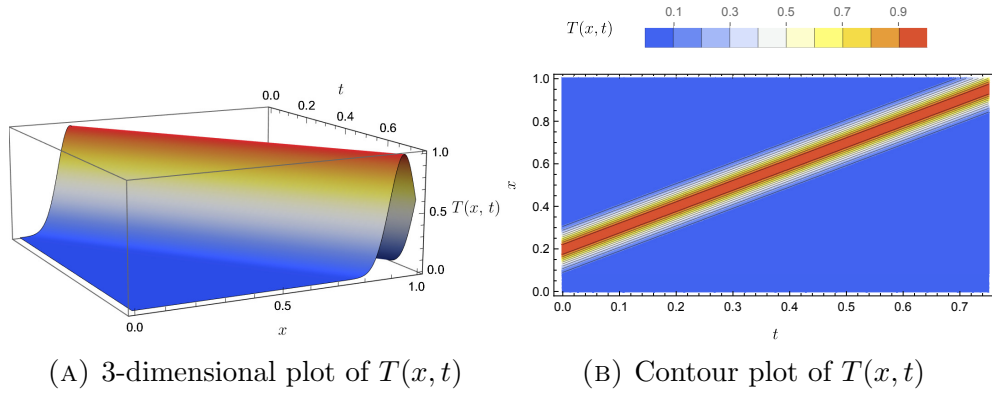 T(x,t) 0.1 0.3 0.5 0.7 0.9
t
0.0 0.2 0.4 0.6
1.0
0.5 T(x, t)
0.0
0.0 0.5 1.0
x
1.0
0.8
0.6
x
0.4
0.2
0.0
0.0 0.1 0.2 0.3 0.4 0.5 0.6 0.7
t
(A) 3-dimensional plot of T(x, t)
(B) Contour plot of T(x, t)